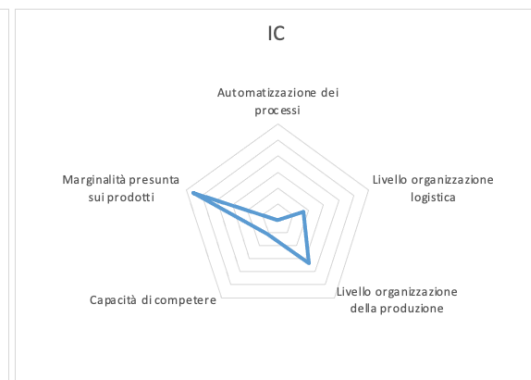 IC
Automatizzazione dei
processi
Livello organizzazione
logistica
Livello organizzazione
della produzione
Capacità di competere
Marginalità presunta
sui prodotti